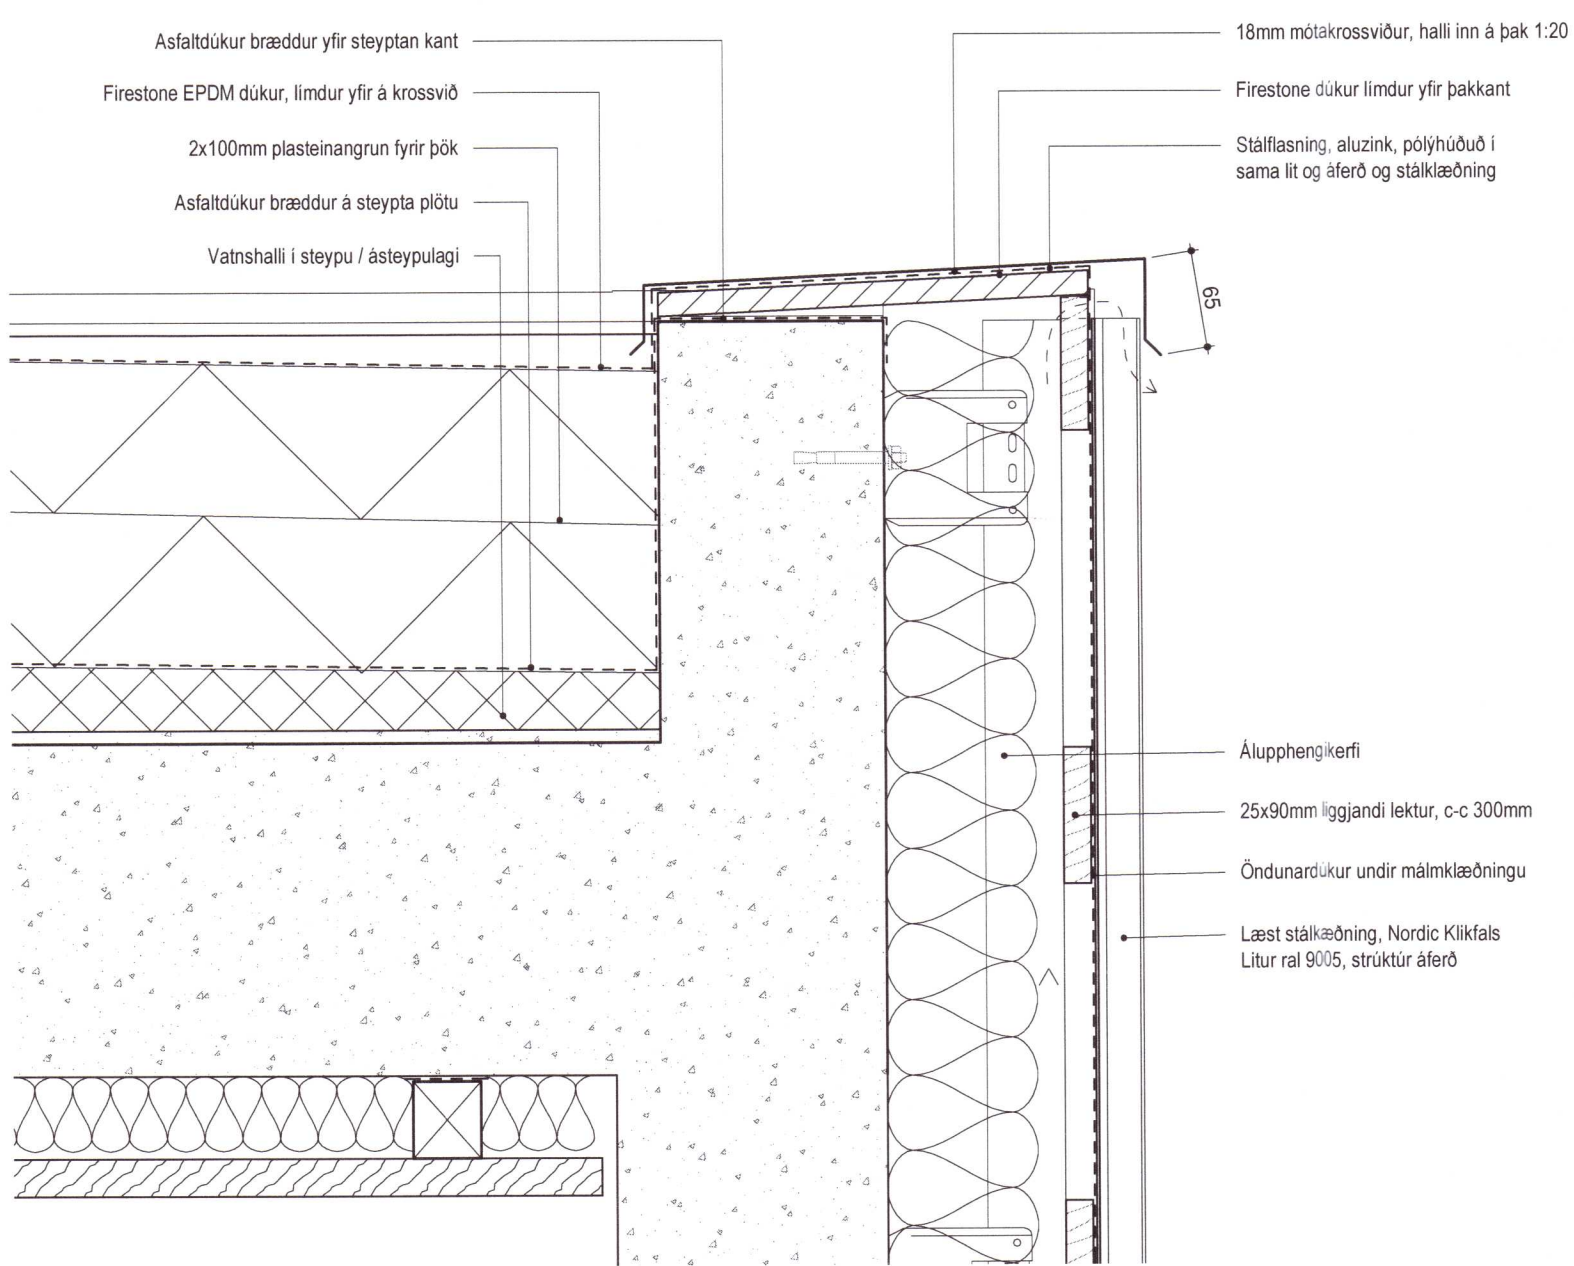 Asfaltdúkur bræddur yfir steyptan kant
Firestone EPDM dúkur, límdur yfir á krossvið
2x100mm plasteinangrun fyrir þök
Asfaltdúkur bræddur á steypta plötu
Vatnshalli í steypu / ásteypulagi
18mm mótakrossviður, halli inn á þak 1:20
Firestone dúkur límdur yfir þakkant
Stálflasning, aluzink, pólýhúðuð í
sama lit og áferð og stálklæðning
65
Álupphengikerfi
25x90mm liggjandi lektur, c-c 300mm
Öndunardúkur undir málmklæðningu
Læst stálkæðning, Nordic Klikfals
Litur ral 9005, strúktúr áferð